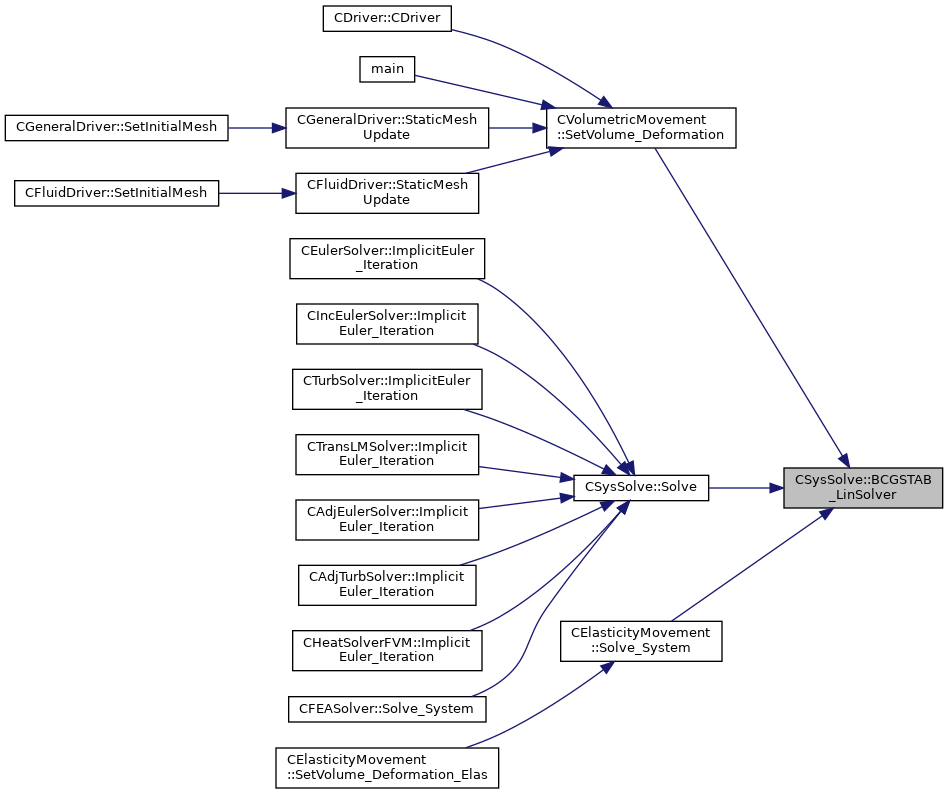 CDriver::CDriver
main
CGeneralDriver::SetInitialMesh
CGeneralDriver::StaticMesh
Update
CVolumetricMovement
::SetVolume_Deformation
CFluidDriver::SetInitialMesh
CFluidDriver::StaticMesh
Update
CEulerSolver::ImplicitEuler
_Iteration
CIncEulerSolver::Implicit
Euler_Iteration
CTurbSolver::ImplicitEuler
_Iteration
CTransLMSolver::Implicit
Euler_Iteration
CSysSolve::Solve
CSysSolve::BCGSTAB
_LinSolver
CAdjEulerSolver::Implicit
Euler_Iteration
CAdjTurbSolver::Implicit
Euler_Iteration
CHeatSolverFVM::Implicit
Euler_Iteration
CElasticityMovement
::Solve_System
CFEASolver::Solve_System
CElasticityMovement
::SetVolume_Deformation_Elas